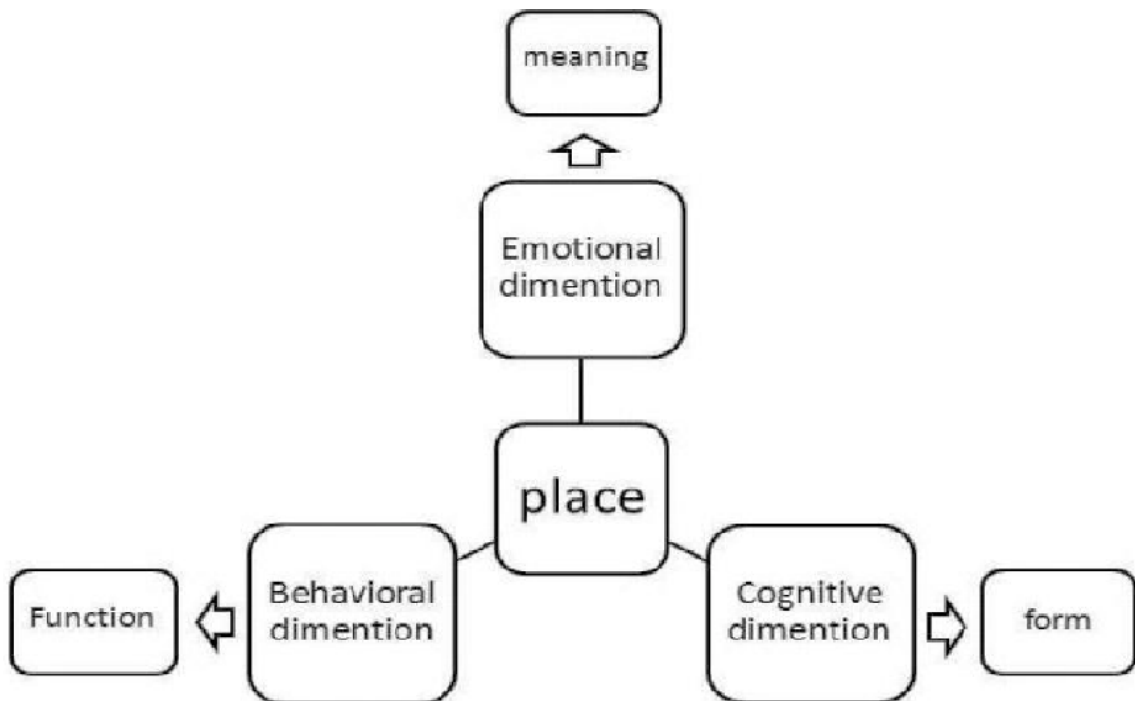 meaning
Emotional
dimention
place
Behavioral
dimention
Function
Cognitive
dimention
form